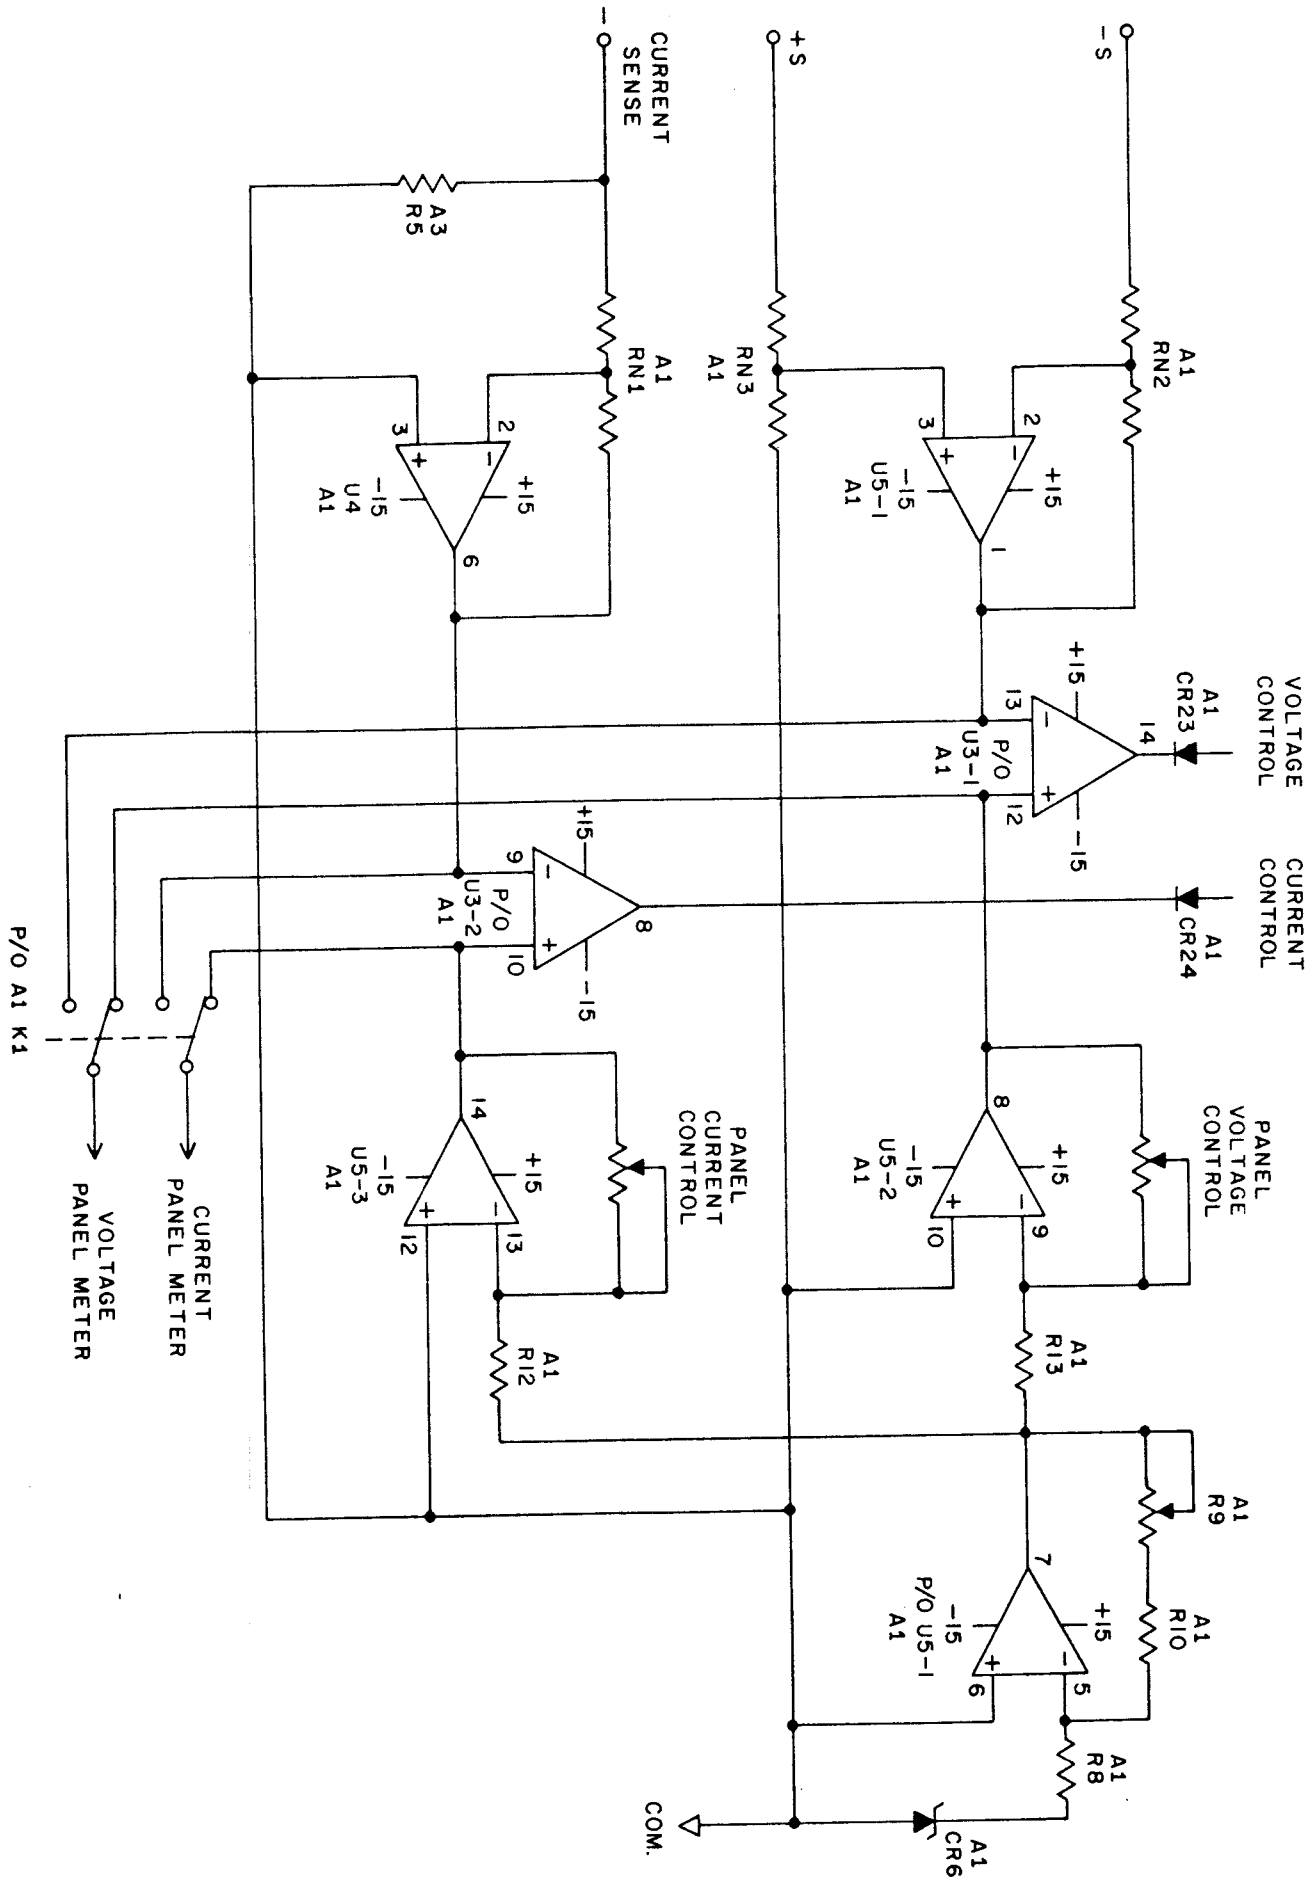 VOLTAGE
CONTROL
CURRENT
CONTROL
A1
CR23
A1
CR24
-S
A1
RN2
2
3
-
+
+15
-15
U5-1
A1
1
+15
-15
13
12
14
-
+
P/O
U3-1
A1
PANEL
VOLTAGE
CONTROL
8
+15
-15
U5-2
A1
9
10
-
+
A1
R13
A1
R9
A1
R10
7
+15
-15
P/O U5-1
A1
5
6
-
+
A1
R8
A1
CR6
COM.
+S
RN3
A1
CURRENT
SENSE
-
A3
R5
A1
RN1
2
3
-
+
+15
-15
U4
A1
6
+15
-15
9
10
8
-
+
P/O
U3-2
A1
PANEL
CURRENT
CONTROL
14
+15
-15
U5-3
A1
13
12
-
+
A1
R12
P/O A1 K1
CURRENT
PANEL METER
VOLTAGE
PANEL METER